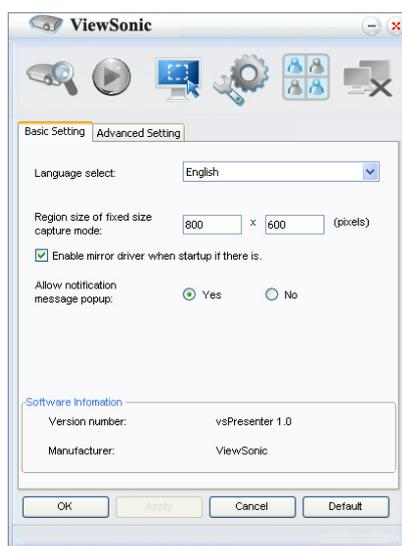 ViewSonic
Basic Setting Advanced Setting
Language select: English
Region size of fixed size
capture mode: 800 x 600 (pixels)
Enable mirror driver when startup if there is.
Allow notification
message popup: Yes No
Software Infomation
Version number: vsPresenter 1.0
Manufacturer: ViewSonic
OK Apply Cancel Default